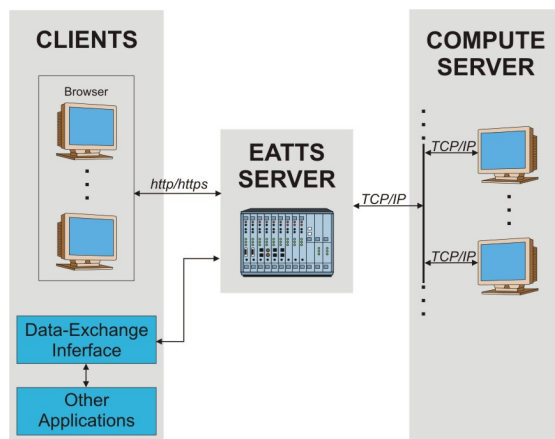 CLIENTS
Browser
http/https
Data-Exchange
Inferface
Other
Applications
EATTS
SERVER
TCP/IP
COMPUTE
SERVER
TCP/IP
TCP/IP